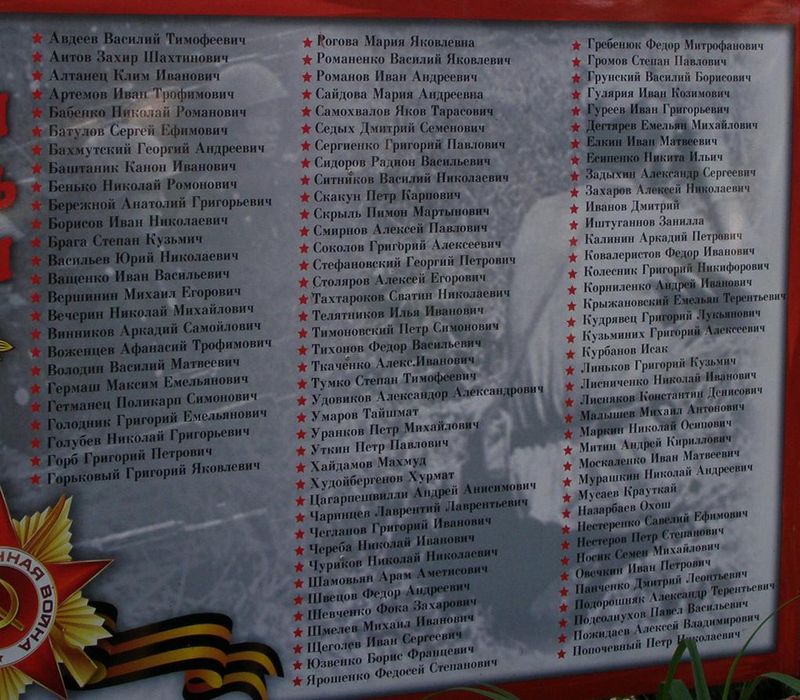 Авдеев Василий Тимофеевич
Аитов Захир Шахтинович
Алтанец Клим Иванович
Артемов Иван Трофимович
Бабенко Николай Романович
Батулов Сергей Ефимович
Бахмутский Георгий Андреевич
Баштаник Канон Иванович
Бенько Николай Ромонович
Бережной Анатолий Григорьевич
Борисов Иван Николаевич
Брага Степан Кузьмич
Васильев Юрий Николаевич
Ващенко Иван Васильевич
Вершинин Михаил Егорович
Вечерин Николай Михайлович
Винников Аркадий Самойлович
Воженцев Афанасий Трофимович
Володин Василий Матвеевич
Гермаш Максим Емельянович
Гетманец Поликарп Симонович
Голодник Григорий Емельянович
Голубев Николай Григорьевич
Горб Григорий Петрович
Горьковый Григорий Яковлевич
Рогова Мария Яковлевна
Романенко Василий Яковлевич
Романов Иван Андреевич
Сайдова Мария Андреевна
Самохвалов Яков Тарасович
Седых Дмитрий Семенович
Сергиенко Григорий Павлович
Сидоров Радион Васильевич
Ситников Василий Николаевич
Скакун Петр Карпович
Скрыль Пимон Мартынович
Смирнов Алексей Павлович
Соколов Григорий Алексеевич
Стефановский Георгий Петрович
Столяров Алексей Егорович
Тахтароков Сватин Николаевич
Телятников Илья Иванович
Тимоновский Петр Симонович
Тихонов Федор Васильевич
Ткаченко Алекс.Иванович
Тумко Степан Тимофеевич
Удовиков Александор Александрович
Умаров Тайшмат
Уранков Петр Михайлович
Уткин Петр Павлович
Хайдамов Махмуд
Худойбергенов Хурмат
Цагарпешвилли Андрей Анисимович
Чаринцев Лаврентий Лаврентьевич
Чегланов Григорий Иванович
Череба Николай Иванович
Чуриков Николай Николаевич
Шамовьян Арам Аметисович
Швецов Федор Андреевич
Шевченко Фока Захарович
Шмелев Михаил Иванович
Щеголев Иван Сергеевич
Юзвенко Борис Францевич
Ярошенко Федосей Степанович
Гребенюк Федор Митрофанович
Громов Степан Павлович
Грунский Василий Борисович
Гулярия Иван Козимович
Гуреев Иван Григорьевич
Дегтярев Емельян Михайлович
Елкин Иван Матвеевич
Есипенко Никита Ильич
Задыхин Александр Сергеевич
Захаров Алексей Николаевич
Иванов Дмитрий
Иштуганнов Занилла
Калинин Аркадий Петрович
Ковалеристов Федор Иванович
Колесник Григорий Никифорович
Корниленко Андрей Иванович
Крыжановский Емельян Терентьевич
Кудрявец Григорий Лукьянович
Кузьминих Григорий Алексеевич
Курбанов Исак
Линьков Григорий Кузьмич
Лисниченко Николай Иванович
Лисняков Константин Денисович
Малышев Михаил Антонович
Маркин Николай Осипович
Митин Андрей Кириллович
Москаленко Иван Матвеевич
Мурашкин Николай Андреевич
Мусаев Крауткай
Назарбаев Охош
Нестеренко Савелий Ефимович
Нестеров Петр Степанович
Носик Семен Михайлович
Овечкин Иван Петрович
Панченко Дмитрий Леонтьевич
Подорошняк Александр Терентьевич
Подсолнухов Павел Васильевич
Пожидаев Алексей Владимирович
Попочевный Петр Николаевич
ВОЙНА